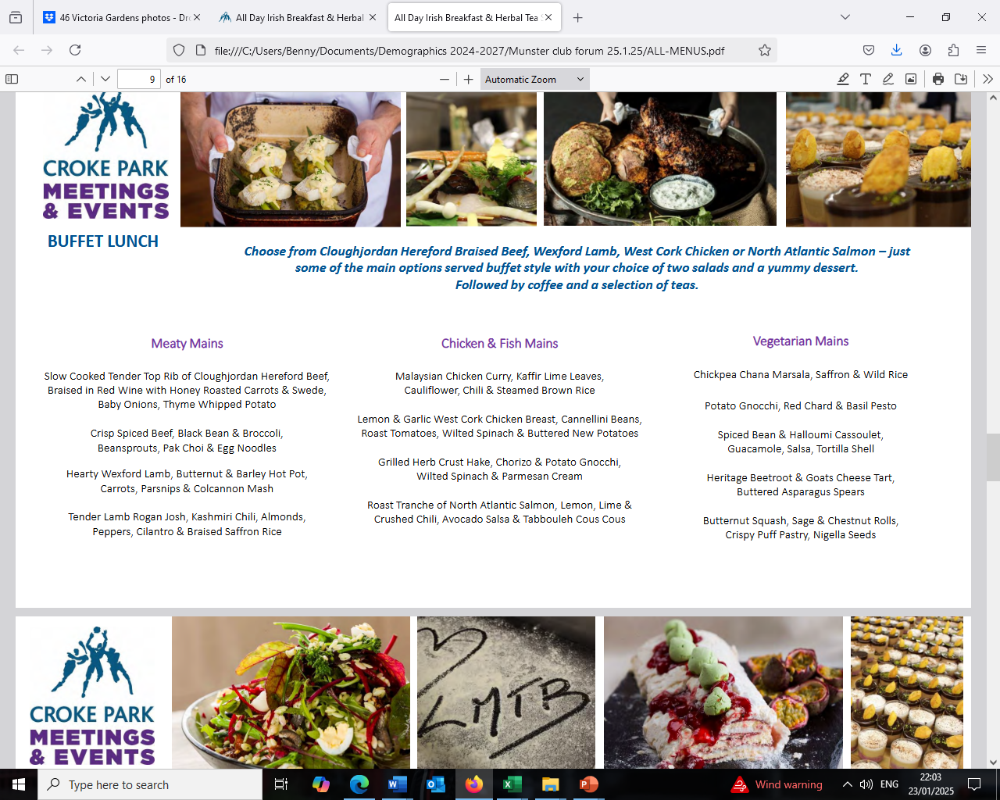 46 Victoria Gardens photos - Dr
All Day Irish Breakfast & Herbal
All Day Irish Breakfast & Herbal Tea
file:///C:/Users/Benny/Documents/Demographics 2024-2027/Munster club forum 25.1.25/ALL-MENUS.pdf
9 of 16
Automatic Zoom
CROKE PARK
MEETINGS
& EVENTS
BUFFET LUNCH
Choose from Cloughjordan Hereford Braised Beef, Wexford Lamb, West Cork Chicken or North Atlantic Salmon – just
some of the main options served buffet style with your choice of two salads and a yummy dessert.
Followed by coffee and a selection of teas.
Meaty Mains
Slow Cooked Tender Top Rib of Cloughjordan Hereford Beef,
Braised in Red Wine with Honey Roasted Carrots & Swede,
Baby Onions, Thyme Whipped Potato
Crisp Spiced Beef, Black Bean & Broccoli,
Beansprouts, Pak Choi & Egg Noodles
Hearty Wexford Lamb, Butternut & Barley Hot Pot,
Carrots, Parsnips & Colcannon Mash
Tender Lamb Rogan Josh, Kashmiri Chili, Almonds,
Peppers, Cilantro & Braised Saffron Rice
Chicken & Fish Mains
Malaysian Chicken Curry, Kaffir Lime Leaves,
Cauliflower, Chili & Steamed Brown Rice
Lemon & Garlic West Cork Chicken Breast, Cannellini Beans,
Roast Tomatoes, Wilted Spinach & Buttered New Potatoes
Grilled Herb Crust Hake, Chorizo & Potato Gnocchi,
Wilted Spinach & Parmesan Cream
Roast Tranche of North Atlantic Salmon, Lemon, Lime &
Crushed Chili, Avocado Salsa & Tabbouleh Cous Cous
Vegetarian Mains
Chickpea Chana Marsala, Saffron & Wild Rice
Potato Gnocchi, Red Chard & Basil Pesto
Spiced Bean & Halloumi Cassoulet,
Guacamole, Salsa, Tortilla Shell
Heritage Beetroot & Goats Cheese Tart,
Buttered Asparagus Spears
Butternut Squash, Sage & Chestnut Rolls,
Crispy Puff Pastry, Nigella Seeds
CROKE PARK
MEETINGS
& EVENTS
LMTB
Type here to search
Wind warning
ENG
22:03
23/01/2025